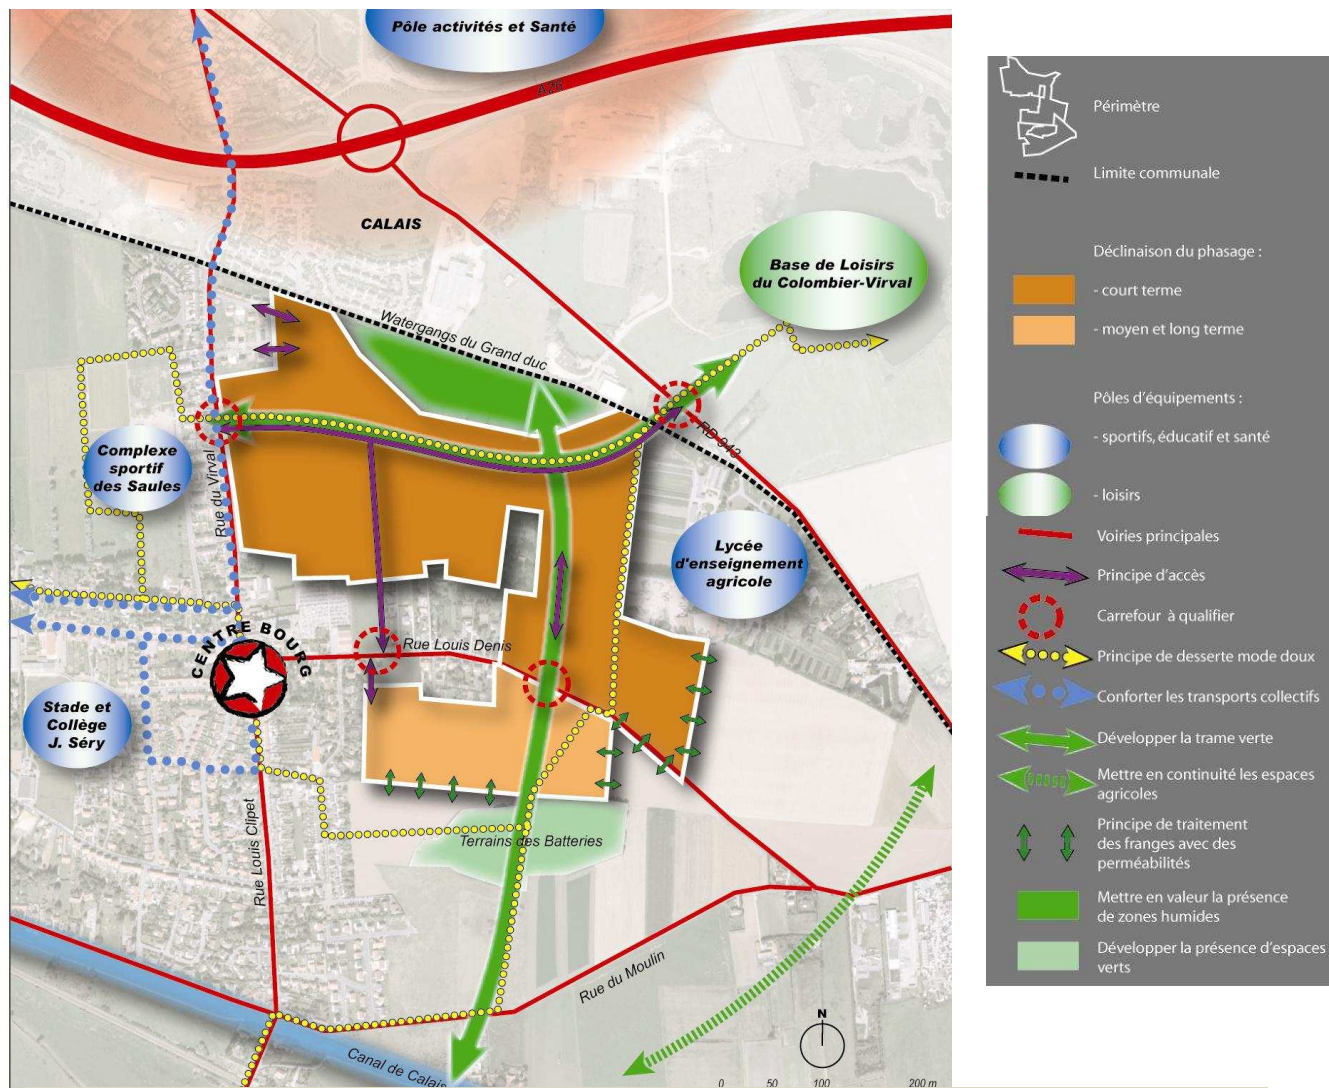 Pôle activités et Santé
A26
CALAIS
Base de Loisirs
du Colombier-Virval
Watergangs du Grand duc
RD 943
Complexe
sportif
des Saules
Rue du Virval
Lycée
d'enseignement
agricole
CENTRE BOURG
Rue Louis Denis
Stade et
Collège
J. Séry
Rue Louis Clipet
Terrains des Batteries
Rue du Moulin
Canal de Calais
N
0 50 100 200 m
Périmètre
Limite communale
Déclinaison du phasage :
- court terme
- moyen et long terme
Pôles d'équipements :
- sportifs, éducatif et santé
- loisirs
Voiries principales
Principe d'accès
Carrefour à qualifier
Principe de desserte mode doux
Conforter les transports collectifs
Développer la trame verte
Mettre en continuité les espaces
agricoles
Principe de traitement
des franges avec des
perméabilités
Mettre en valeur la présence
de zones humides
Développer la présence d'espaces
verts